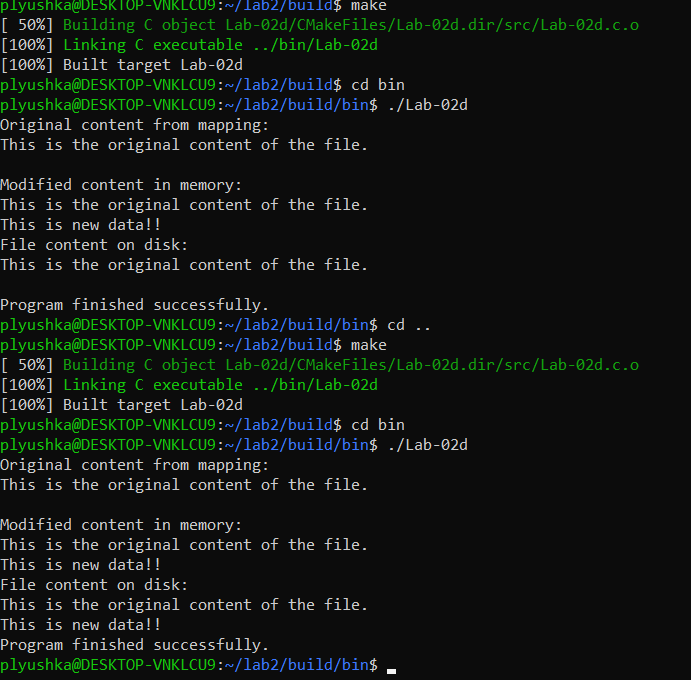 plyushka@DESKTOP-VNKLCU9:~/lab2/build$ make
[ 50%] Building C object Lab-02d/CMakeFiles/Lab-02d.dir/src/Lab-02d.c.o
[100%] Linking C executable ../bin/Lab-02d
[100%] Built target Lab-02d
plyushka@DESKTOP-VNKLCU9:~/lab2/build$ cd bin
plyushka@DESKTOP-VNKLCU9:~/lab2/build/bin$ ./Lab-02d
Original content from mapping:
This is the original content of the file.

Modified content in memory:
This is the original content of the file.
This is new data!!
File content on disk:
This is the original content of the file.

Program finished successfully.
plyushka@DESKTOP-VNKLCU9:~/lab2/build/bin$ cd ..
plyushka@DESKTOP-VNKLCU9:~/lab2/build$ make
[ 50%] Building C object Lab-02d/CMakeFiles/Lab-02d.dir/src/Lab-02d.c.o
[100%] Linking C executable ../bin/Lab-02d
[100%] Built target Lab-02d
plyushka@DESKTOP-VNKLCU9:~/lab2/build$ cd bin
plyushka@DESKTOP-VNKLCU9:~/lab2/build/bin$ ./Lab-02d
Original content from mapping:
This is the original content of the file.

Modified content in memory:
This is the original content of the file.
This is new data!!
File content on disk:
This is the original content of the file.
This is new data!!
Program finished successfully.
plyushka@DESKTOP-VNKLCU9:~/lab2/build/bin$